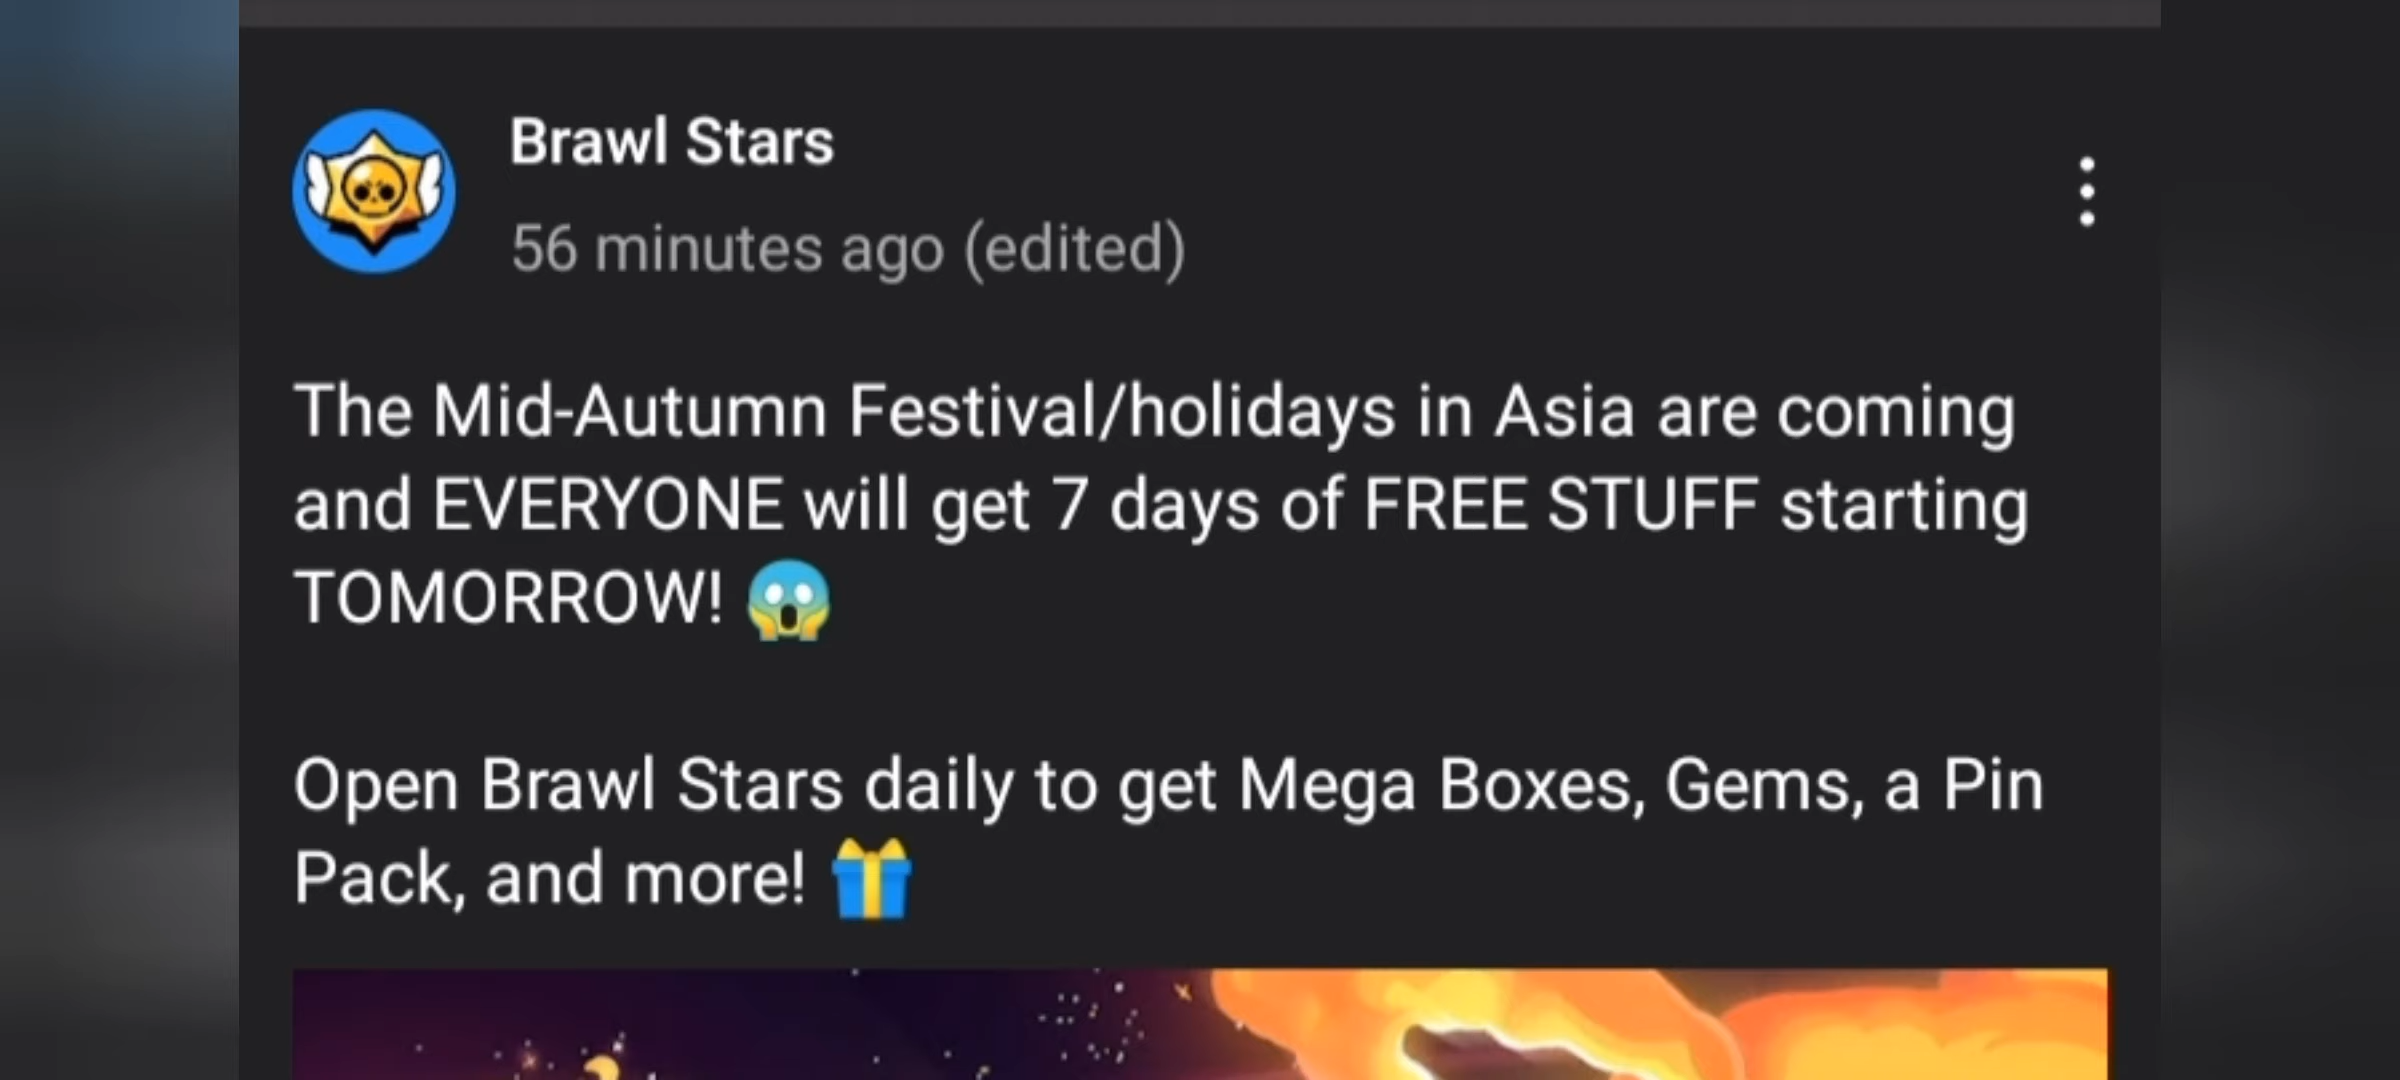 Brawl Stars
56 minutes ago (edited)
The Mid-Autumn Festival/holidays in Asia are coming
and EVERYONE will get 7 days of FREE STUFF starting
TOMORROW! 😱
Open Brawl Stars daily to get Mega Boxes, Gems, a Pin
Pack, and more! 🎁